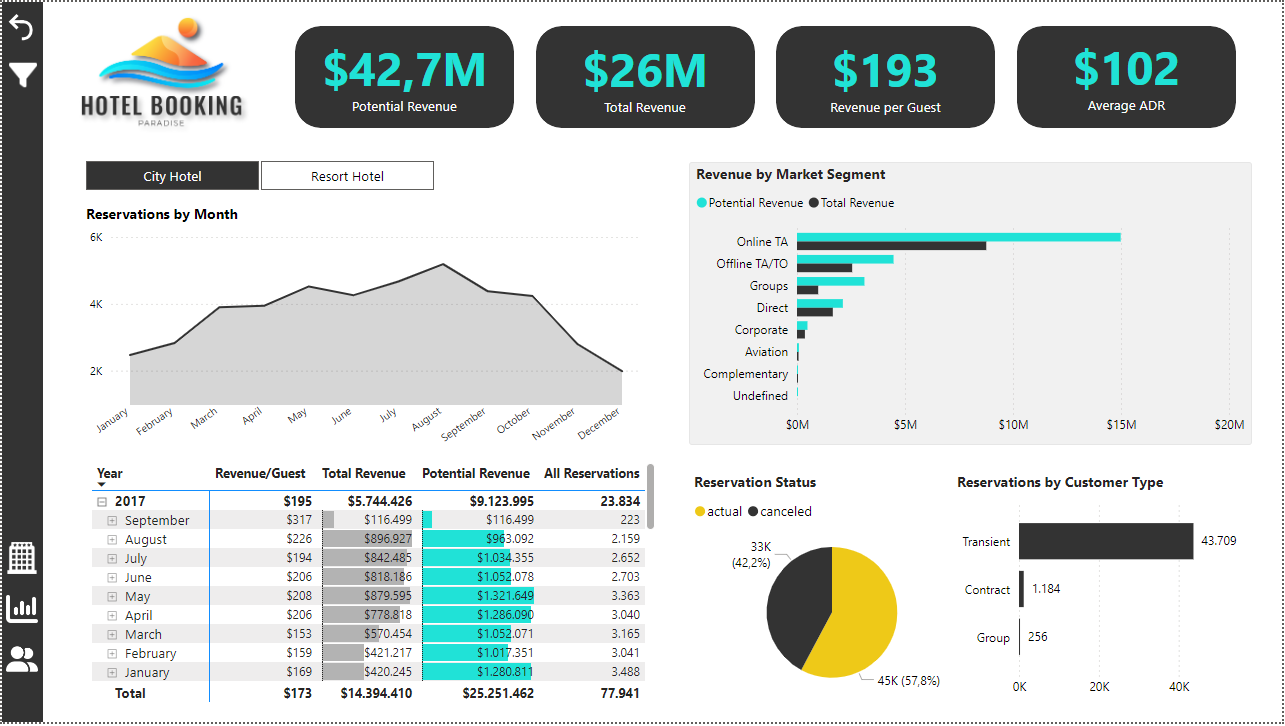 HOTEL BOOKING
PARADISE
$42,7M
Potential Revenue
$26M
Total Revenue
$193
Revenue per Guest
$102
Average ADR
City Hotel
Resort Hotel
Reservations by Month
6K
4K
2K
January February March April May June July August September October November December
Revenue by Market Segment
Potential Revenue Total Revenue
Online TA
Offline TA/TO
Groups
Direct
Corporate
Aviation
Complementary
Undefined
$0M $5M $10M $15M $20M
Year Revenue/Guest Total Revenue Potential Revenue All Reservations
2017 $195 $5.744.426 $9.123.995 23.834
September $317 $116.499 $116.499 223
August $226 $896.927 $963.092 2.159
July $194 $842.485 $1.034.355 2.652
June $206 $818.186 $1.052.078 2.703
May $208 $879.595 $1.321.649 3.363
April $206 $778.818 $1.286.090 3.040
March $153 $570.454 $1.052.071 3.165
February $159 $421.217 $1.017.351 3.041
January $169 $420.245 $1.280.811 3.488
Total $173 $14.394.410 $25.251.462 77.941
Reservation Status
actual canceled
33K
(42,2%)
45K (57,8%)
Reservations by Customer Type
Transient 43.709
Contract 1.184
Group 256
0K 20K 40K